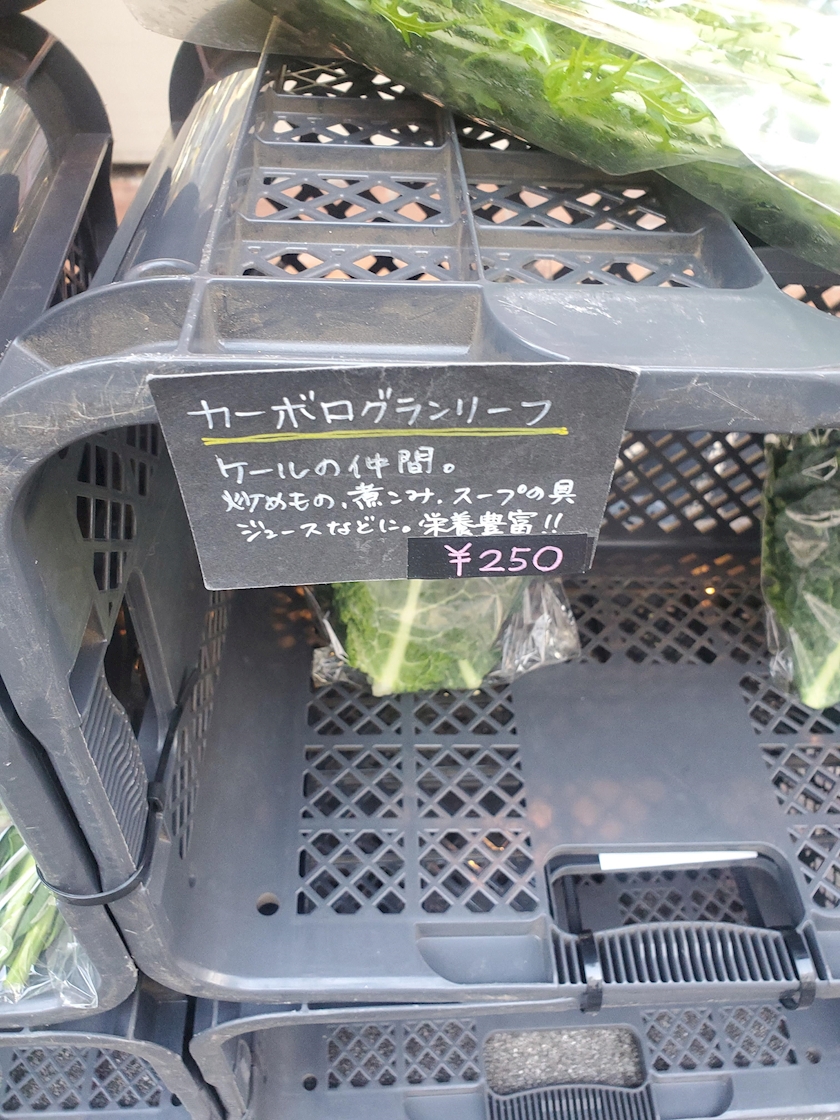 カーボログランリーフ
ケールの仲間。
炒めもの、煮こみ、スープの具
ジュースなどに。栄養豊富!!
¥250